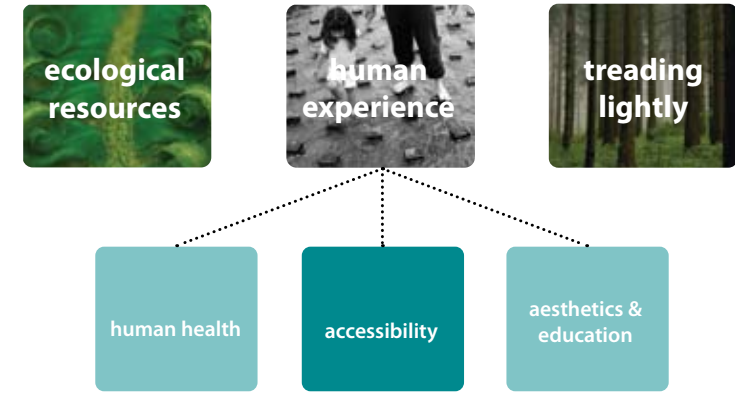 ecological
resources
human
experience
treading
lightly
human health
accessibility
aesthetics &
education